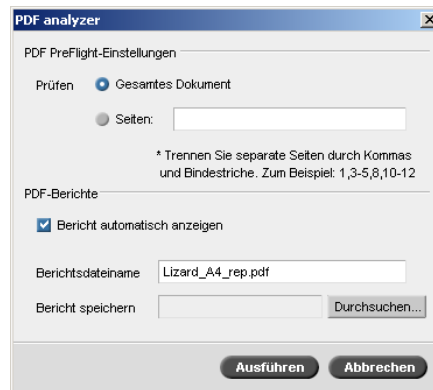 PDF analyzer
PDF PreFlight-Einstellungen
Prüfen Gesamtes Dokument
Seiten:
* Trennen Sie separate Seiten durch Kommas
und Bindestriche. Zum Beispiel: 1,3-5,8,10-12
PDF-Berichte
Bericht automatisch anzeigen
Berichtsdateiname Lizard_A4_rep.pdf
Bericht speichern Durchsuchen...
Ausführen Abbrechen